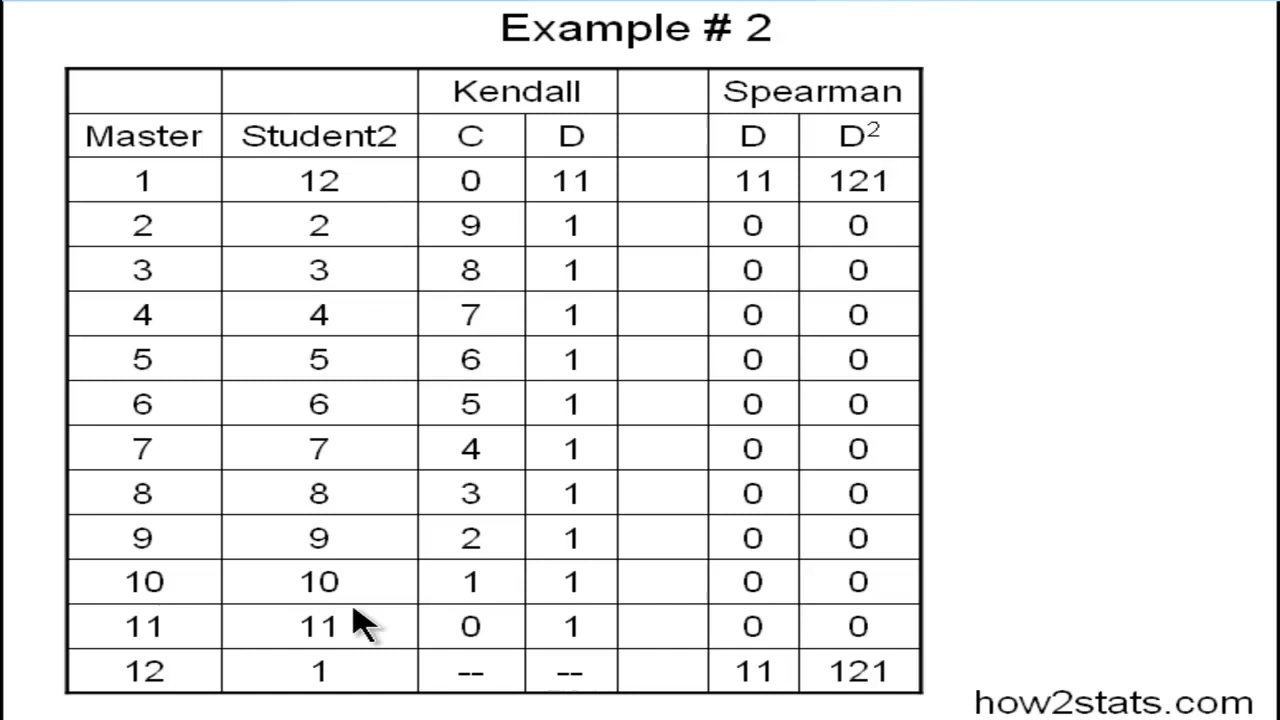 Example # 2
Kendall Spearman
Master Student2 C D D D²
1 12 0 11 11 121
2 2 9 1 0 0
3 3 8 1 0 0
4 4 7 1 0 0
5 5 6 1 0 0
6 6 5 1 0 0
7 7 4 1 0 0
8 8 3 1 0 0
9 9 2 1 0 0
10 10 1 1 0 0
11 11 0 1 0 0
12 1 -- -- 11 121
how2stats.com